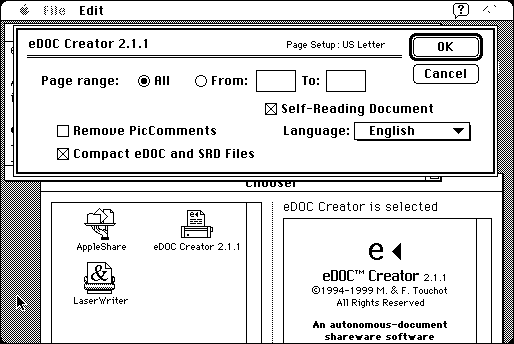 File Edit
eDOC Creator 2.1.1
Page Setup: US Letter
OK
Cancel
Page range: All From: To:
Self-Reading Document
Remove PicComments
Language: English
Compact eDOC and SRD Files
Chooser
AppleShare
eDOC Creator 2.1.1
LaserWriter
eDOC Creator is selected
e
eDOC™ Creator 2.1.1
©1994-1999 M. & F. Touchot
All Rights Reserved
An autonomous-document
shareware software